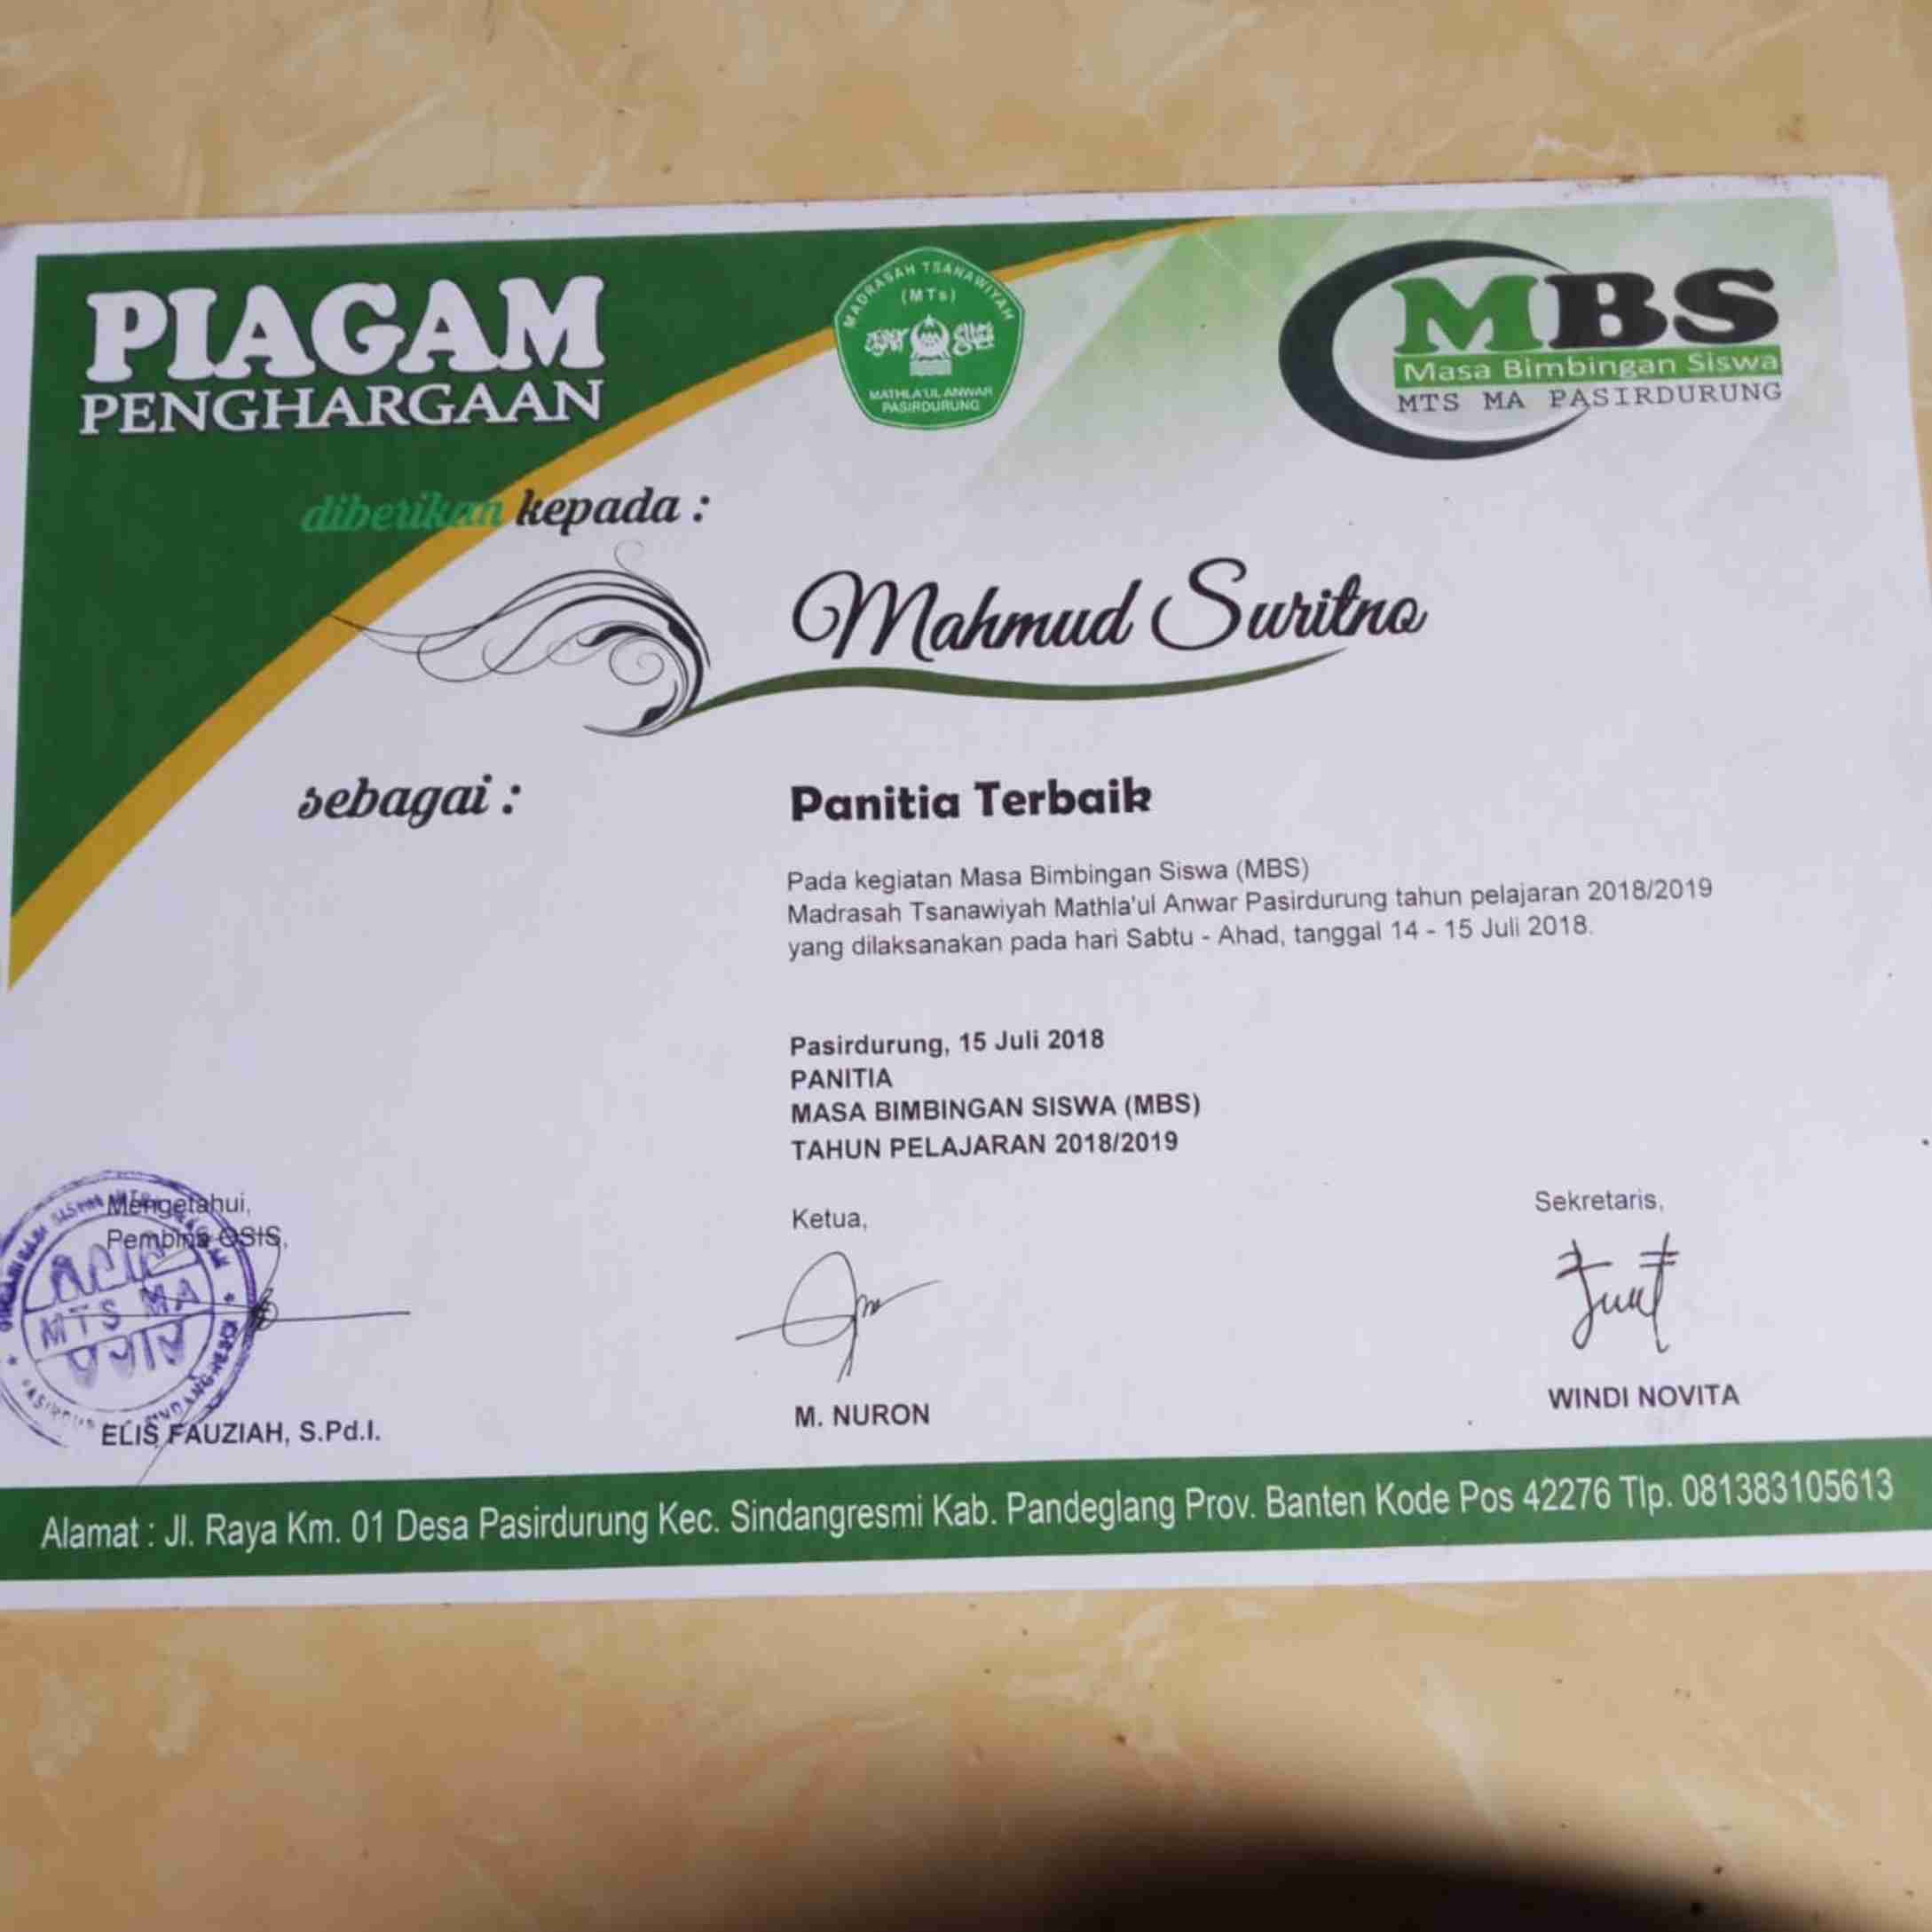 PIAGAM
PENGHARGAAN
MADRASAH TSANAWIYAH
(MTs)
MATHLA'UL ANWAR
PASIRDURUNG
MBS
Masa Bimbingan Siswa
MTS MA PASIRDURUNG
diberikan kepada :
Mahmud Suritno
sebagai :
Panitia Terbaik
Pada kegiatan Masa Bimbingan Siswa (MBS)
Madrasah Tsanawiyah Mathla'ul Anwar Pasirdurung tahun pelajaran 2018/2019
yang dilaksanakan pada hari Sabtu - Ahad, tanggal 14 - 15 Juli 2018.
Pasirdurung, 15 Juli 2018
PANITIA
MASA BIMBINGAN SISWA (MBS)
TAHUN PELAJARAN 2018/2019
Mengetahui,
Pembina OSIS,
MTS MA
ELIS FAUZIAH, S.Pd.I.
Ketua,
M. NURON
Sekretaris,
WINDI NOVITA
Alamat : Jl. Raya Km. 01 Desa Pasirdurung Kec. Sindangresmi Kab. Pandeglang Prov. Banten Kode Pos 42276 Tlp. 081383105613